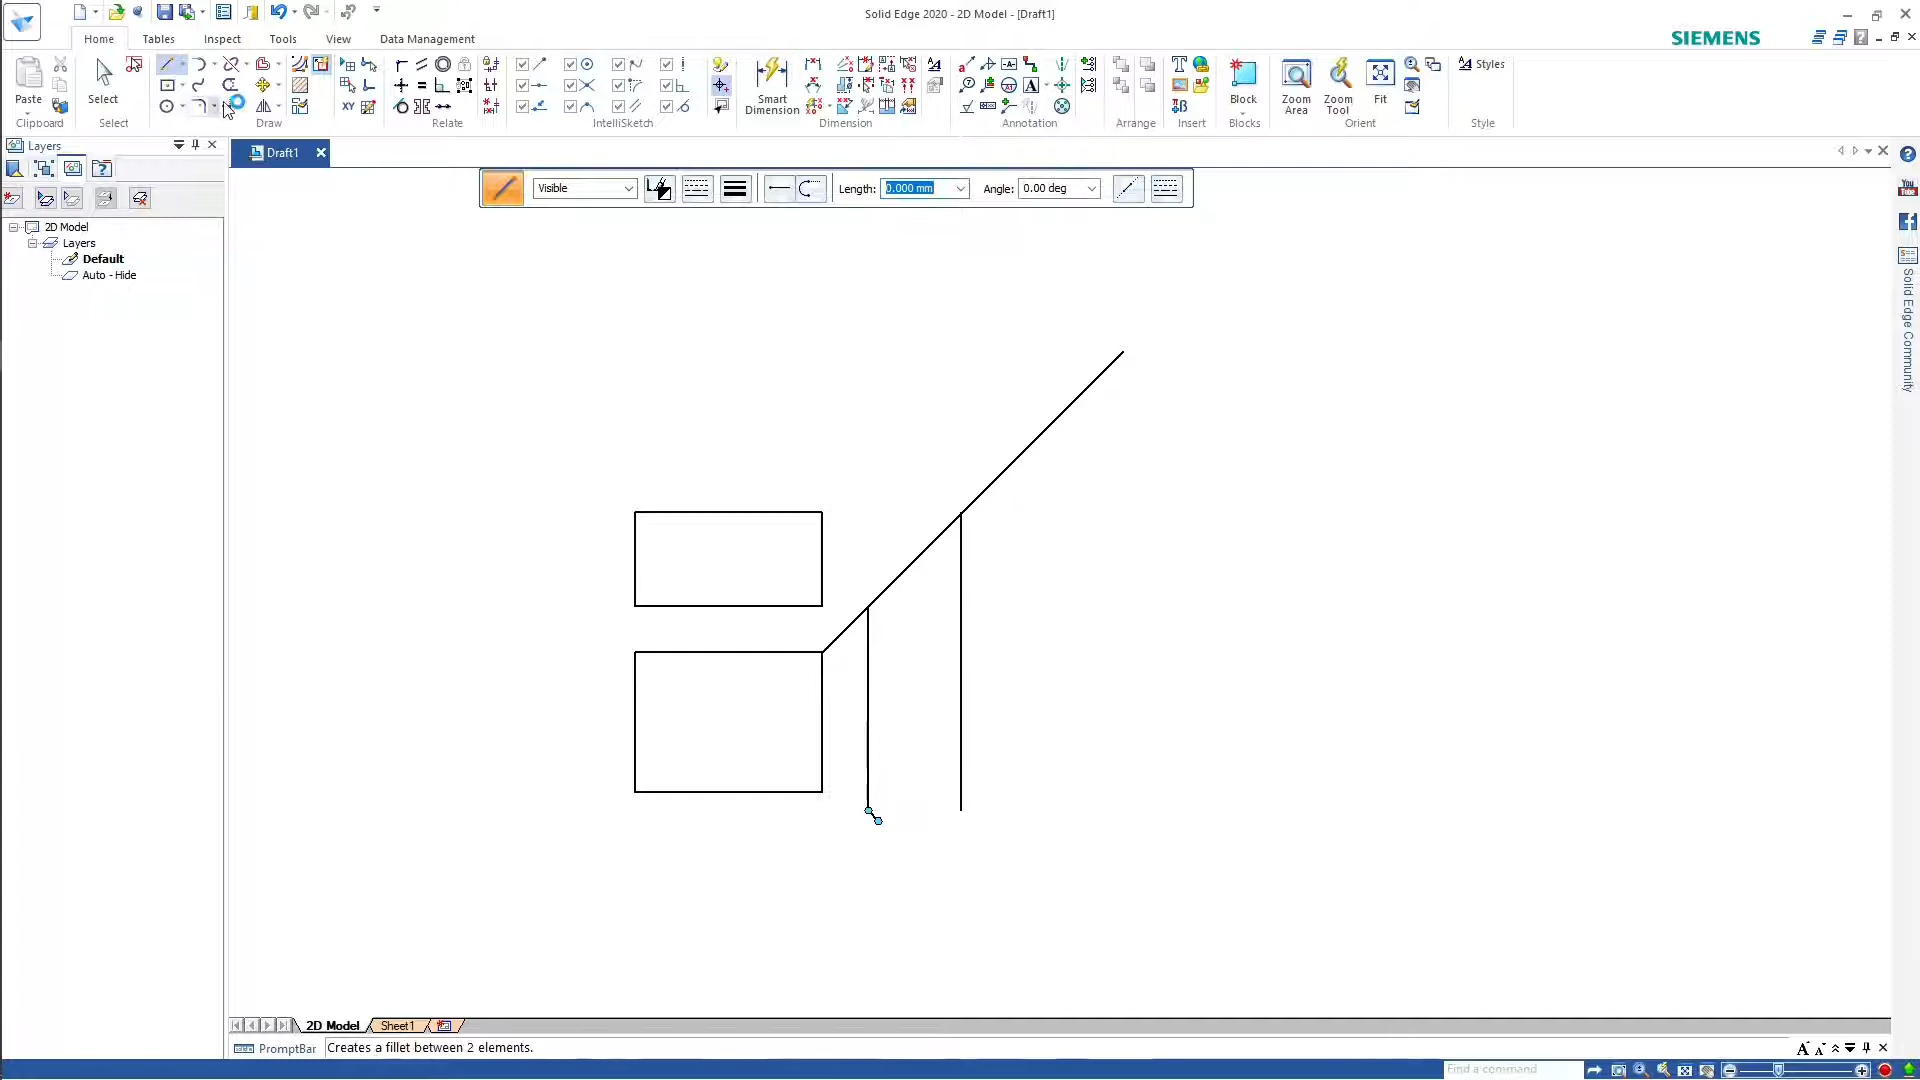 Solid Edge 2020 - 2D Model - [Draft1]
Home
Tables
Inspect
Tools
View
Data Management
SIEMENS
Paste
Select
Smart
Dimension
Block
Zoom
Area
Zoom
Tool
Fit
Styles
Clipboard
Select
Draw
Relate
IntelliSketch
Dimension
Annotation
Arrange
Insert
Blocks
Orient
Style
XY
Layers
Draft1
Visible
Length:
0.000 mm
Angle:
0.00 deg
2D Model
Layers
Default
Auto - Hide
You
Tube
Solid Edge Community
2D Model
Sheet1
PromptBar
Creates a fillet between 2 elements.
Find a command